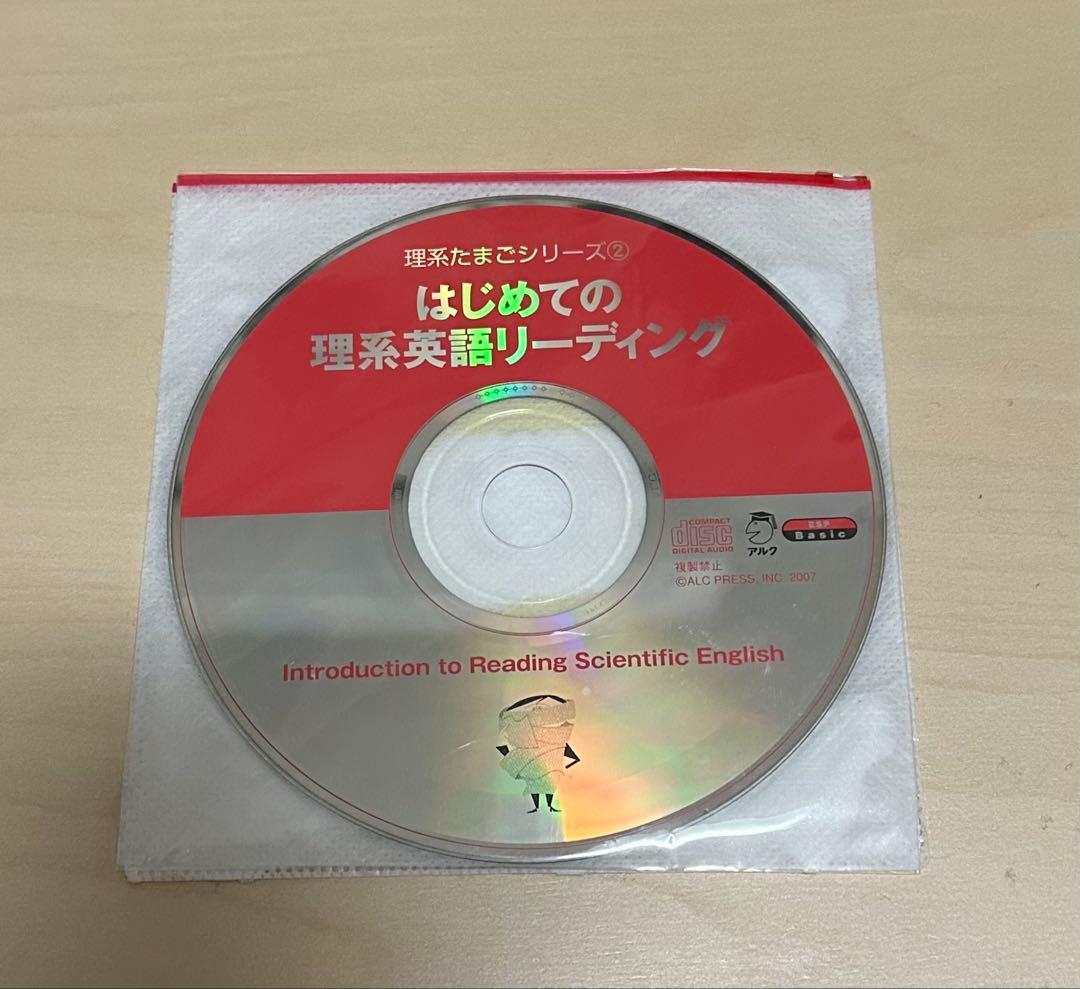 理系たまごシリーズ②
はじめての
理系英語リーディング
COMPACT
disc
DIGITAL AUDIO
アルク
ESP
Basic
複製禁止
©ALC PRESS, INC. 2007
Introduction to Reading Scientific English